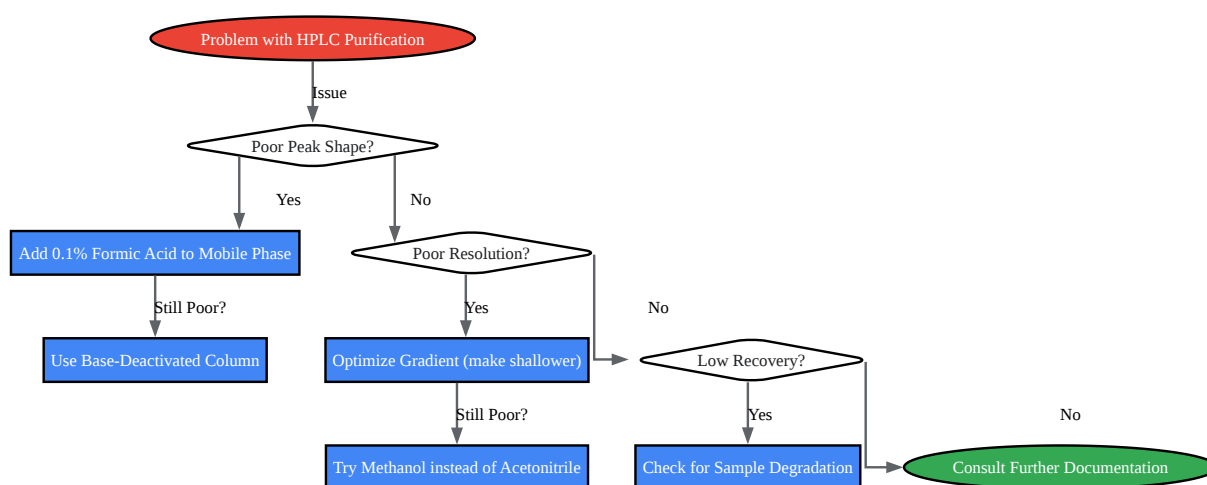 Problem with HPLC Purification
Issue
Poor Peak Shape?
Yes
No
Add 0.1% Formic Acid to Mobile Phase
Poor Resolution?
Still Poor?
Yes
No
Use Base-Deactivated Column
Optimize Gradient (make shallower)
Low Recovery?
Still Poor?
Yes
No
Try Methanol instead of Acetonitrile
Check for Sample Degradation
Consult Further Documentation